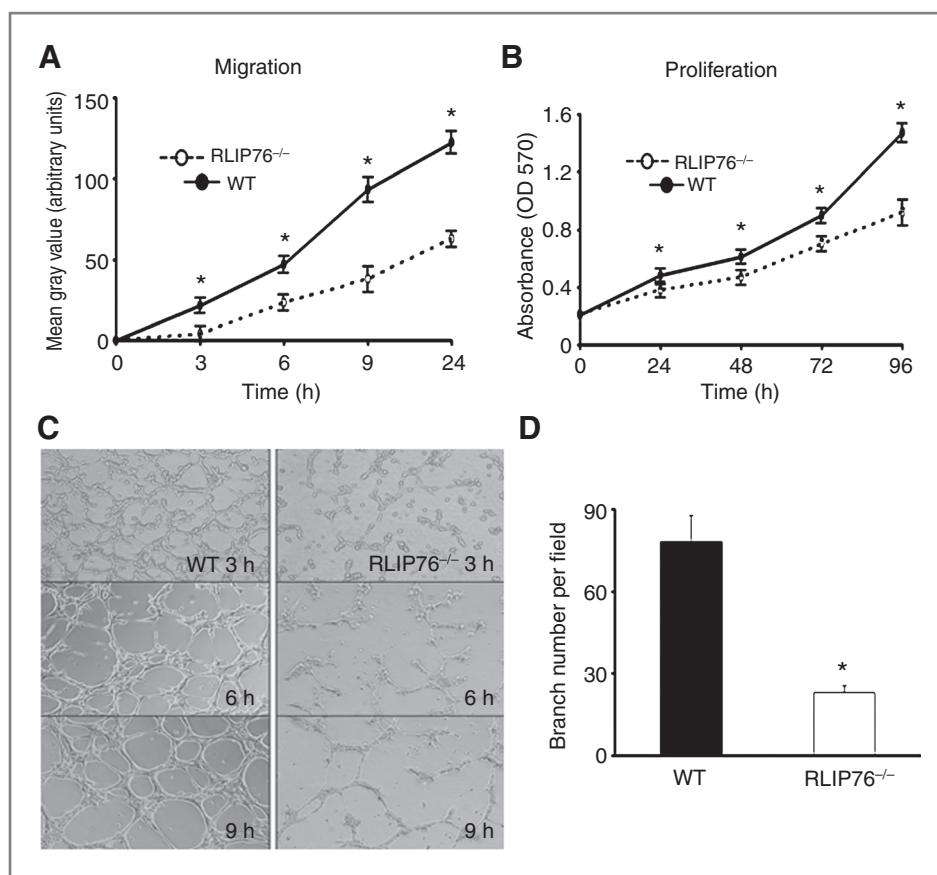 A
Migration
Mean gray value (arbitrary units)
150
100
50
0
RLIP76–/–
WT
*
*
*
*
0 3 6 9 24
Time (h)
B
Proliferation
Absorbance (OD 570)
1.6
1.2
0.8
0.4
0
RLIP76–/–
WT
*
*
*
*
0 24 48 72 96
Time (h)
C
WT 3 h
RLIP76–/– 3 h
6 h
6 h
9 h
9 h
D
Branch number per field
90
60
30
0
*
WT
RLIP76–/–